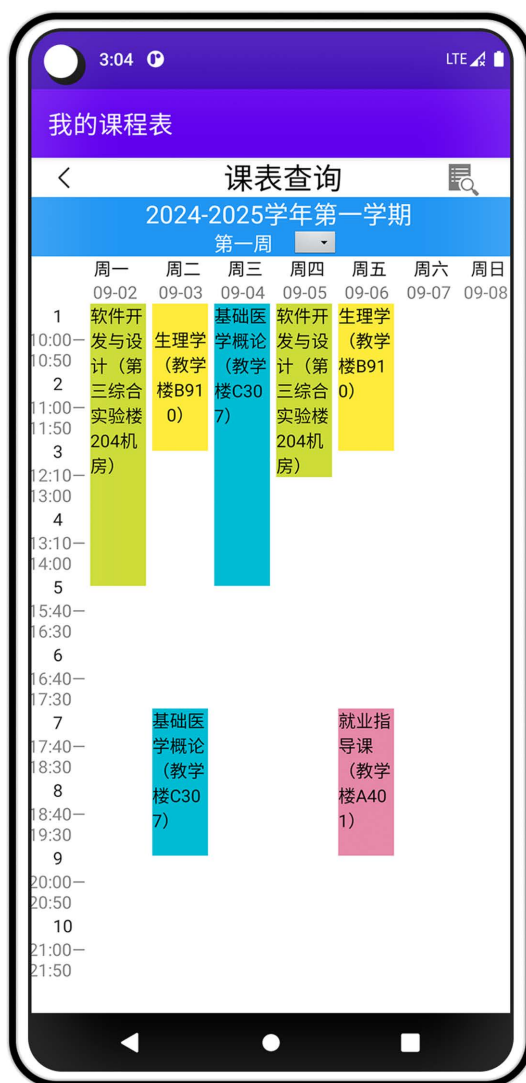 3:04
LTE
我的课程表
课表查询
2024-2025学年第一学期
第一周
周一 周二 周三 周四 周五 周六 周日
09-02 09-03 09-04 09-05 09-06 09-07 09-08
1
10:00—
10:50
2
11:00—
11:50
3
12:10—
13:00
4
13:10—
14:00
5
15:40—
16:30
6
16:40—
17:30
7
17:40—
18:30
8
18:40—
19:30
9
20:00—
20:50
10
21:00—
21:50
软件开
发与设
计（第
三综合
实验楼
204机
房）
生理学
（教学
楼B91
0）
基础医
学概论
（教学
楼C30
7）
基础医
学概论
（教学
楼C30
7）
软件开
发与设
计（第
三综合
实验楼
204机
房）
生理学
（教学
楼B91
0）
就业指
导课
（教学
楼A40
1）